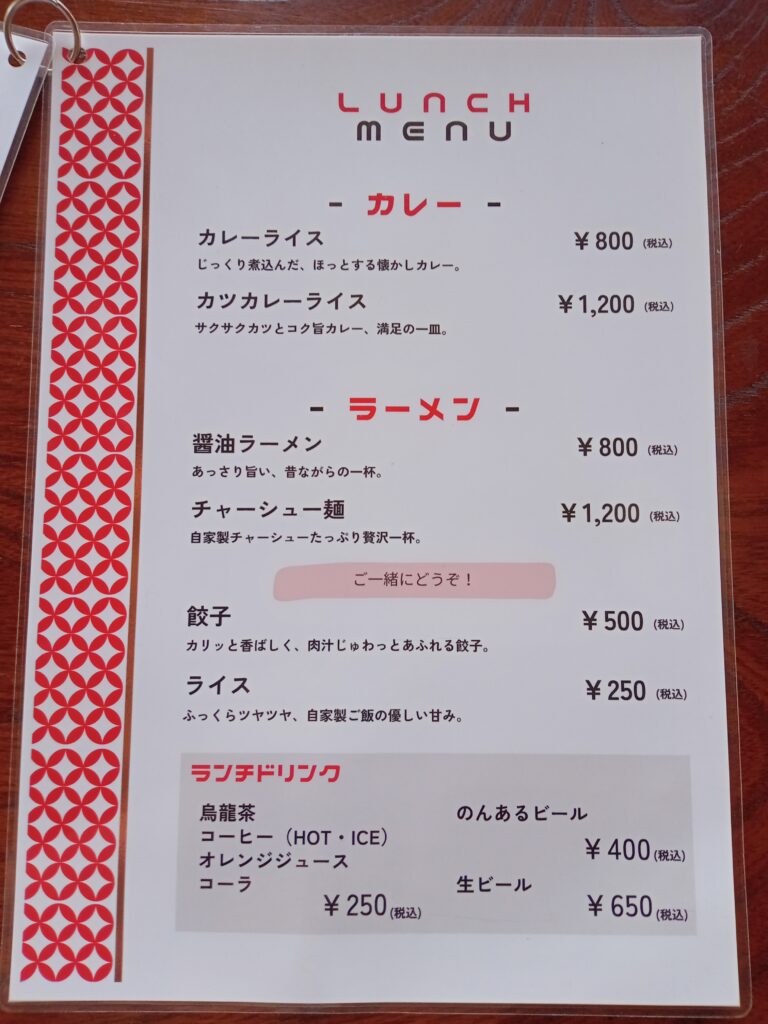 LUNCH
MENU
- カレー -
カレーライス ¥800 (税込)
じっくり煮込んだ、ほっとする懐かしカレー。
カツカレーライス ¥1,200 (税込)
サクサクカツとコク旨カレー、満足の一皿。
- ラーメン -
醤油ラーメン ¥800 (税込)
あっさり旨い、昔ながらの一杯。
チャーシュー麺 ¥1,200 (税込)
自家製チャーシューたっぷり贅沢一杯。
ご一緒にどうぞ！
餃子 ¥500 (税込)
カリッと香ばしく、肉汁じゅわっとあふれる餃子。
ライス ¥250 (税込)
ふっくらツヤツヤ、自家製ご飯の優しい甘み。
ランチドリンク
烏龍茶
コーヒー（HOT・ICE）
オレンジジュース
コーラ
¥250(税込)
のんあるビール
¥400(税込)
生ビール
¥650(税込)